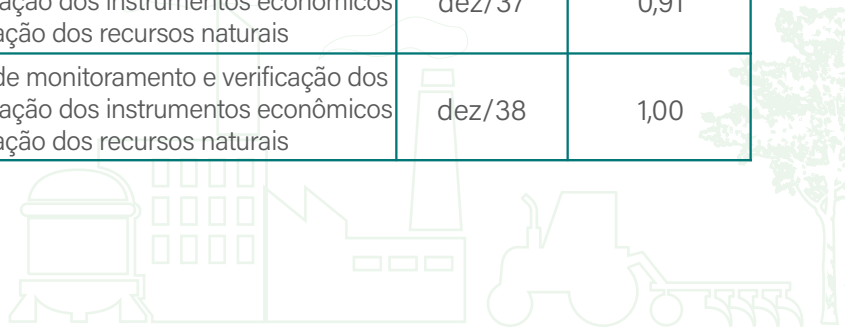 ação dos instrumentos econômicos dez/37 0,91
ação dos recursos naturais
de monitoramento e verificação dos
ação dos instrumentos econômicos dez/38 1,00
ação dos recursos naturais